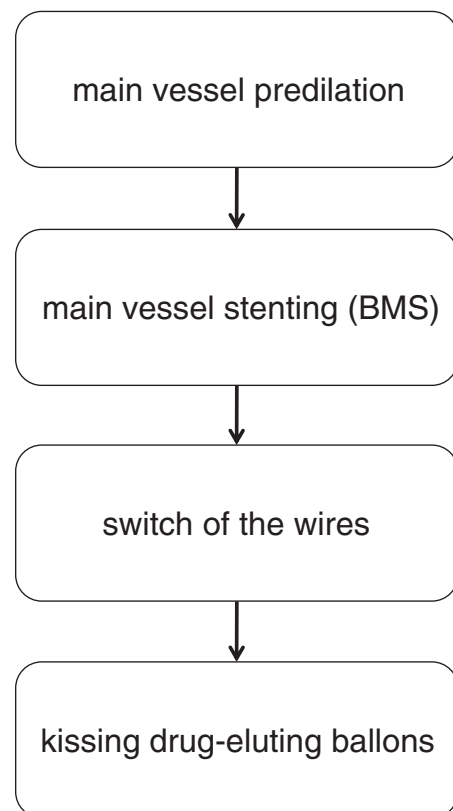 main vessel predilation
main vessel stenting (BMS)
switch of the wires
kissing drug-eluting ballons